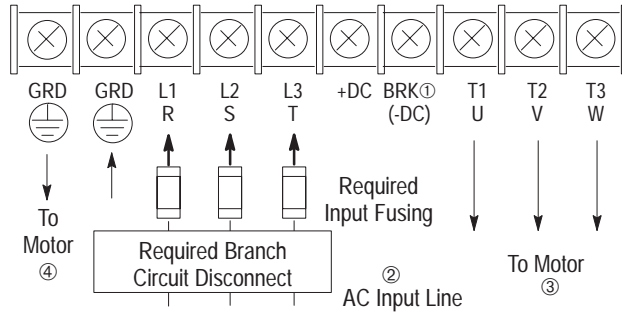 GRD GRD L1 L2 L3 +DC BRK① T1 T2 T3
R S T (-DC) U V W
Required
Input Fusing
To
Motor
④
Required Branch
Circuit Disconnect
②
AC Input Line
To Motor
③